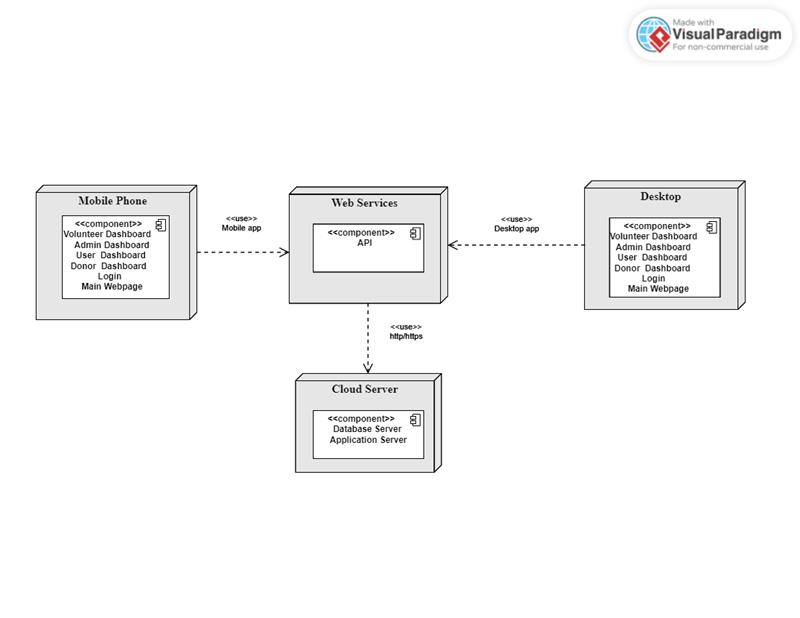 Made with
Visual Paradigm
For non-commercial use
Mobile Phone
<<component>>
Volunteer Dashboard
Admin Dashboard
User Dashboard
Donor Dashboard
Login
Main Webpage
<<use>>
Mobile app
Web Services
<<component>>
API
<<use>>
Desktop app
Desktop
<<component>>
Volunteer Dashboard
Admin Dashboard
User Dashboard
Donor Dashboard
Login
Main Webpage
<<use>>
http/https
Cloud Server
<<component>>
Database Server
Application Server